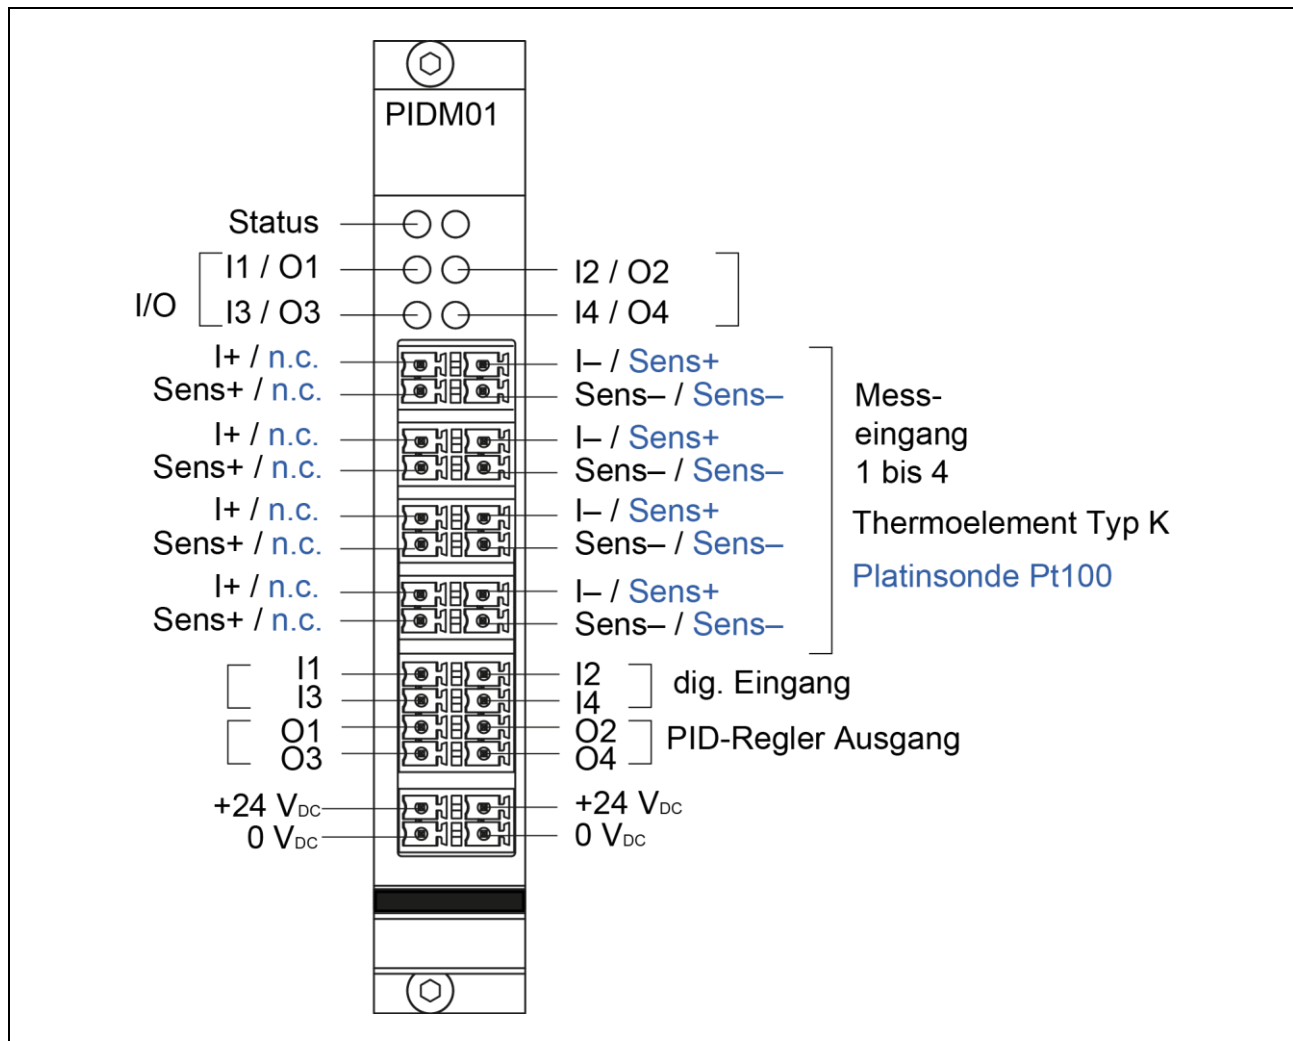 PIDM01
Status
I1 / O1
I2 / O2
I/O
I3 / O3
I4 / O4
I+ / n.c.
I– / Sens+
Sens+ / n.c.
Sens– / Sens–
I+ / n.c.
I– / Sens+
Sens+ / n.c.
Sens– / Sens–
I+ / n.c.
I– / Sens+
Sens+ / n.c.
Sens– / Sens–
I+ / n.c.
I– / Sens+
Sens+ / n.c.
Sens– / Sens–
Mess-
eingang
1 bis 4
Thermoelement Typ K
Platinsonde Pt100
I1
I2
I3
I4
dig. Eingang
O1
O2
O3
O4
PID-Regler Ausgang
+24 VDC
+24 VDC
0 VDC
0 VDC